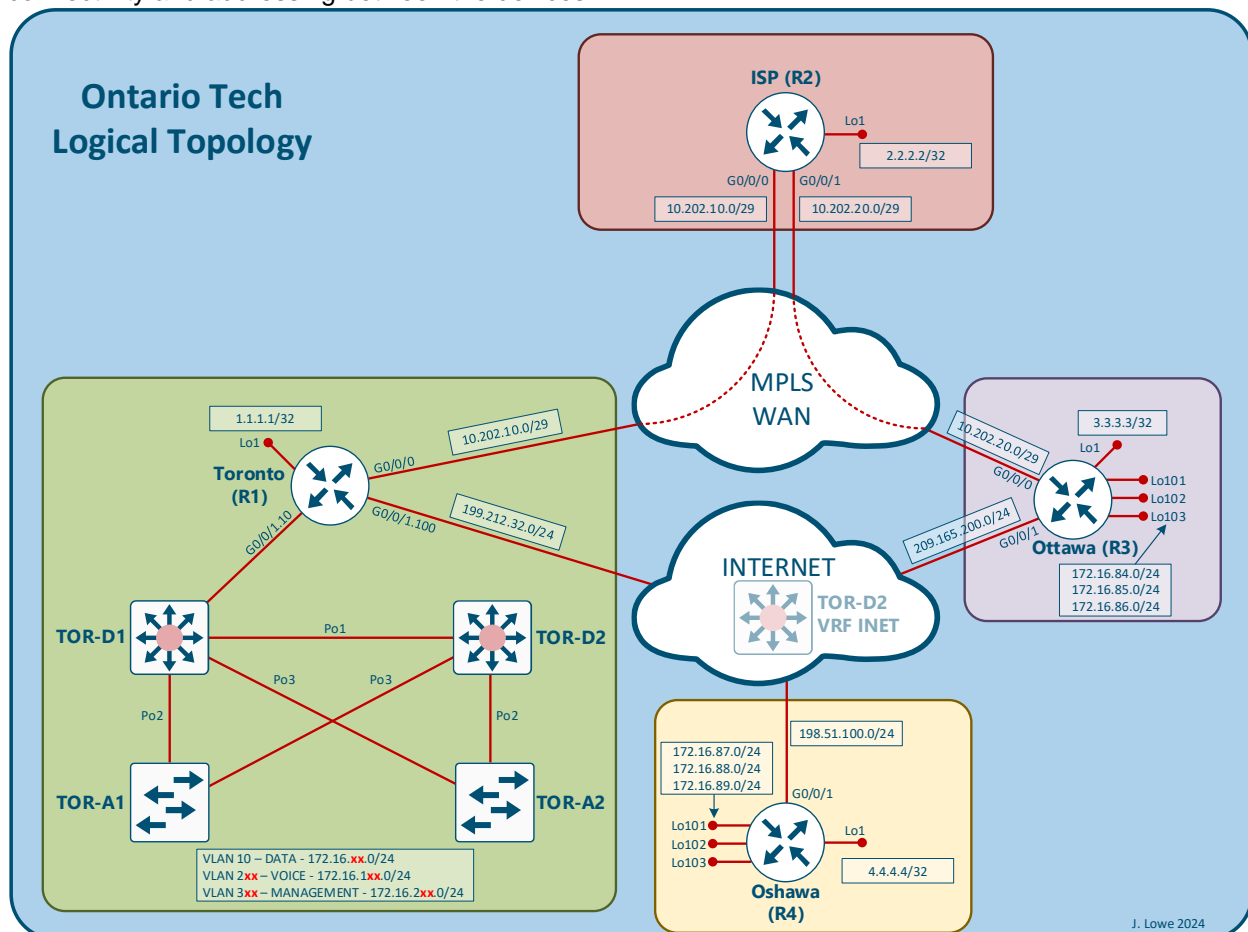 Ontario Tech
Logical Topology
ISP (R2)
Lo1
2.2.2.2/32
G0/0/0
G0/0/1
10.202.10.0/29
10.202.20.0/29
MPLS
WAN
1.1.1.1/32
Lo1
Toronto
(R1)
G0/0/0
10.202.10.0/29
G0/0/1.10
G0/0/1.100
199.212.32.0/24
10.202.20.0/29
G0/0/0
3.3.3.3/32
Lo1
Lo101
Lo102
Lo103
209.165.200.0/24
G0/0/1
Ottawa (R3)
172.16.84.0/24
172.16.85.0/24
172.16.86.0/24
INTERNET
TOR-D2
VRF INET
TOR-D1
Po1
TOR-D2
Po3
Po3
Po2
Po2
TOR-A1
TOR-A2
VLAN 10 – DATA - 172.16.xx.0/24
VLAN 2xx – VOICE - 172.16.1xx.0/24
VLAN 3xx – MANAGEMENT - 172.16.2xx.0/24
198.51.100.0/24
172.16.87.0/24
172.16.88.0/24
172.16.89.0/24
G0/0/1
Lo101
Lo102
Lo103
Lo1
4.4.4.4/32
Oshawa
(R4)
J. Lowe 2024